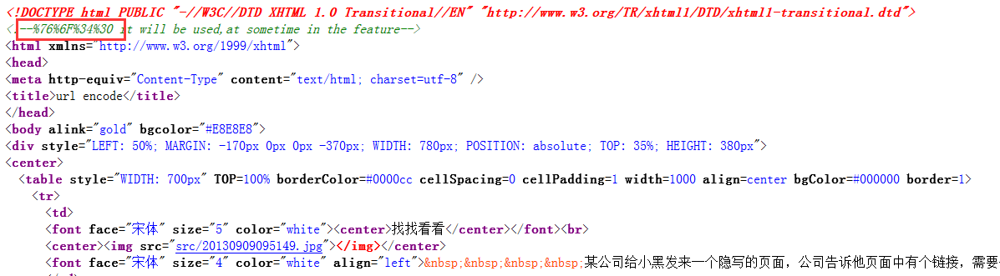 <!DOCTYPE html PUBLIC "-//W3C//DTD XHTML 1.0 Transitional//EN" "http://www.w3.org/TR/xhtml1/DTD/xhtml1-transitional.dtd">
<!--%76%6F%34%30 it will be used,at sometime in the feature-->
<html xmlns="http://www.w3.org/1999/xhtml">
<head>
<meta http-equiv="Content-Type" content="text/html; charset=utf-8" />
<title>url encode</title>
</head>
<body alink="gold" bgcolor="#E8E8E8">
<div style="LEFT: 50%; MARGIN: -170px 0px 0px -370px; WIDTH: 780px; POSITION: absolute; TOP: 35%; HEIGHT: 380px">
<center>
<table style="WIDTH: 700px" TOP=100% borderColor=#0000cc cellSpacing=0 cellPadding=1 width=1000 align=center bgColor=#000000 border=1>
<tr>
<td>
<font face="宋体" size="5" color="white"><center>找找看看</center></font><br>
<center><img src="src/20130909095149.jpg"></img></center>
<font face="宋体" size="4" color="white" align="left">&nbsp;&nbsp;&nbsp;&nbsp;某公司给小黑发来一个隐写的页面，公司告诉他页面中有个链接，需要